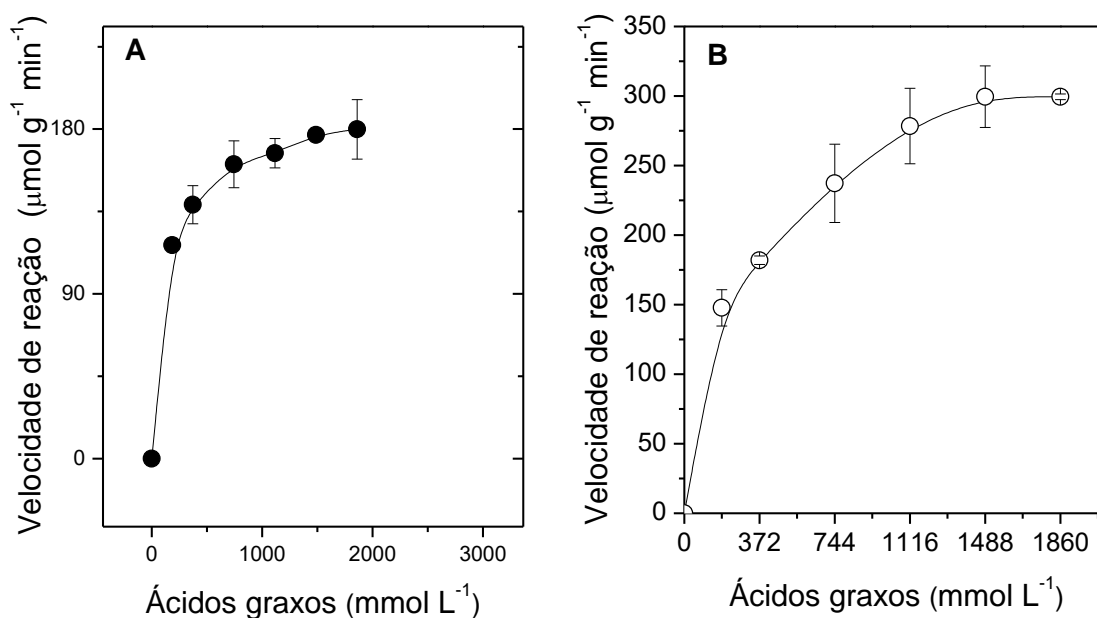 A
Velocidade de reação (μmol g⁻¹ min⁻¹)
180
90
0
0 1000 2000 3000
Ácidos graxos (mmol L⁻¹)
B
Velocidade de reação (μmol g⁻¹ min⁻¹)
350
300
250
200
150
100
50
0
0 372 744 1116 1488 1860
Ácidos graxos (mmol L⁻¹)